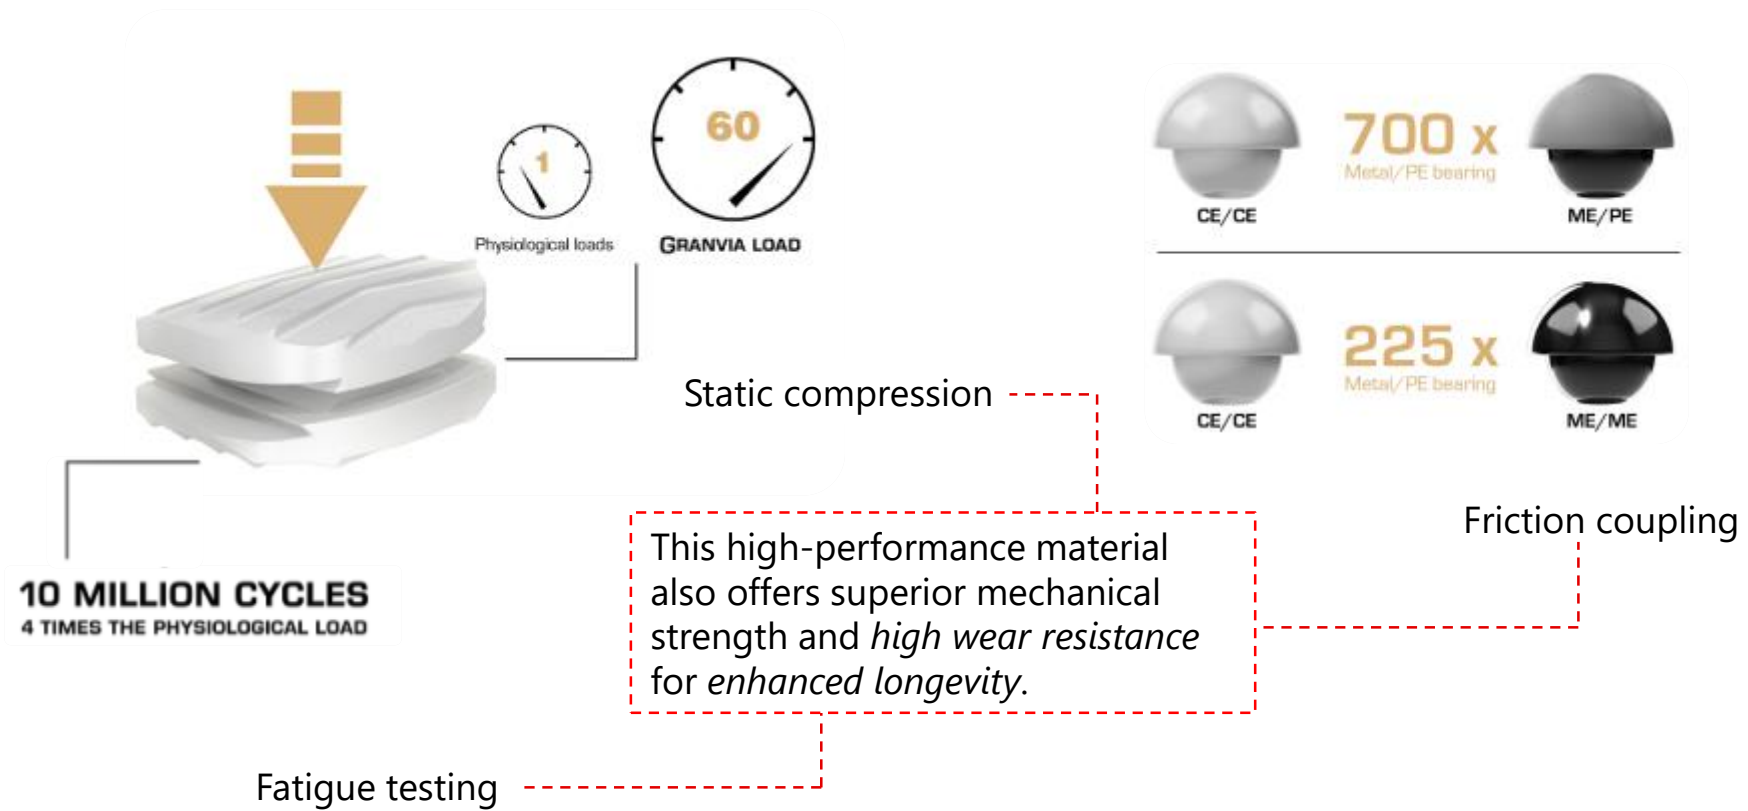 1
60
Physiological loads
GRANVIA LOAD
10 MILLION CYCLES
4 TIMES THE PHYSIOLOGICAL LOAD
700 x
Metal/PE bearing
CE/CE
ME/PE
225 x
Metal/PE bearing
CE/CE
ME/ME
Static compression
Friction coupling
This high-performance material
also offers superior mechanical
strength and high wear resistance
for enhanced longevity.
Fatigue testing